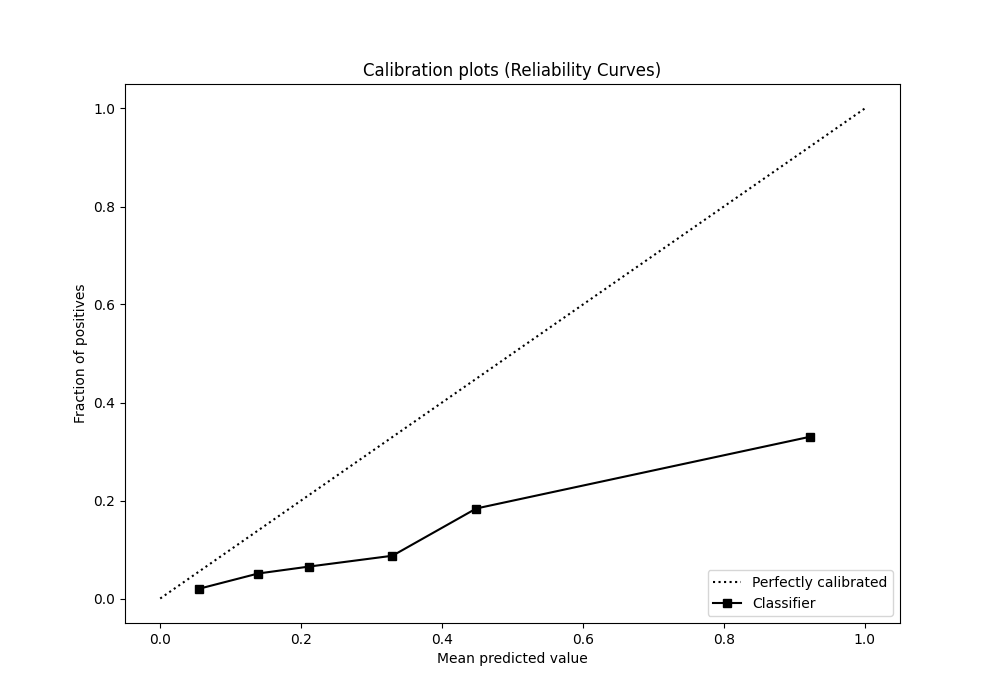 Calibration plots (Reliability Curves)
1.0
0.8
0.6
0.4
0.2
0.0
Fraction of positives
0.0 0.2 0.4 0.6 0.8 1.0
Mean predicted value
Perfectly calibrated
Classifier